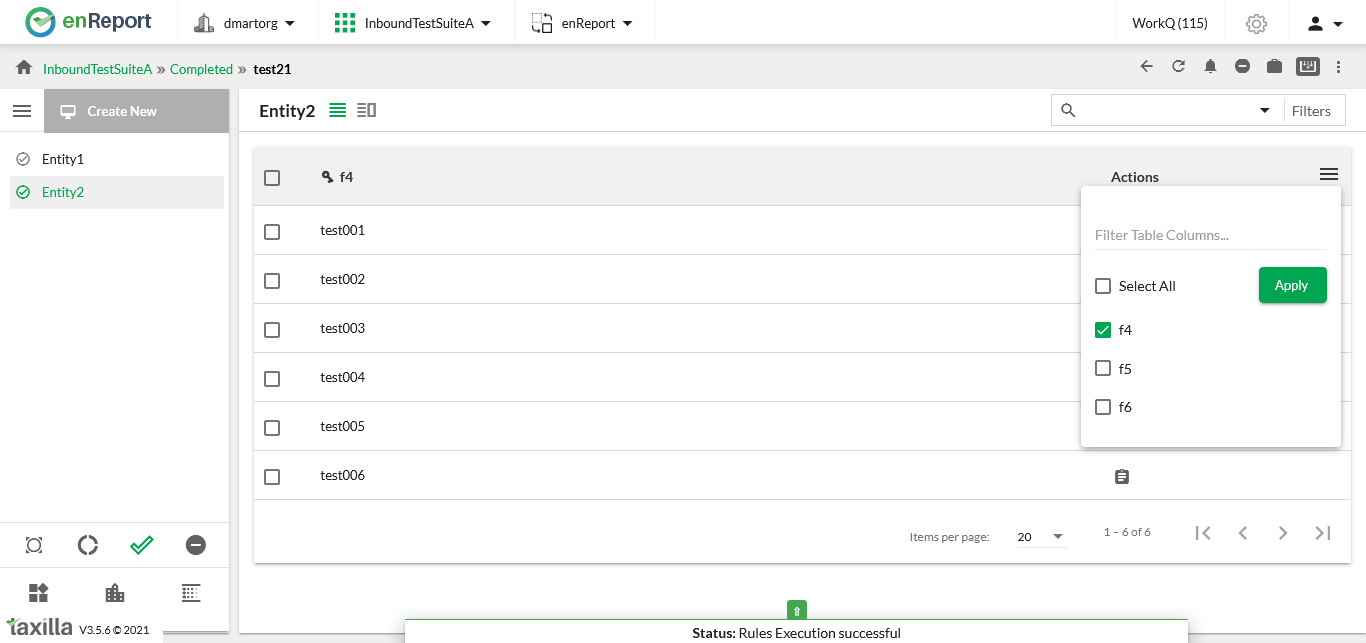 enReport
dmartorg
InboundTestSuiteA
enReport
WorkQ (115)
InboundTestSuiteA » Completed » test21
Create New
Entity2
Filters
Entity1
Entity2
f4
Actions
test001
test002
test003
test004
test005
test006
Filter Table Columns...
Select All
Apply
f4
f5
f6
Items per page:
20
1 – 6 of 6
taxilla V3.5.6 © 2021
Status: Rules Execution successful